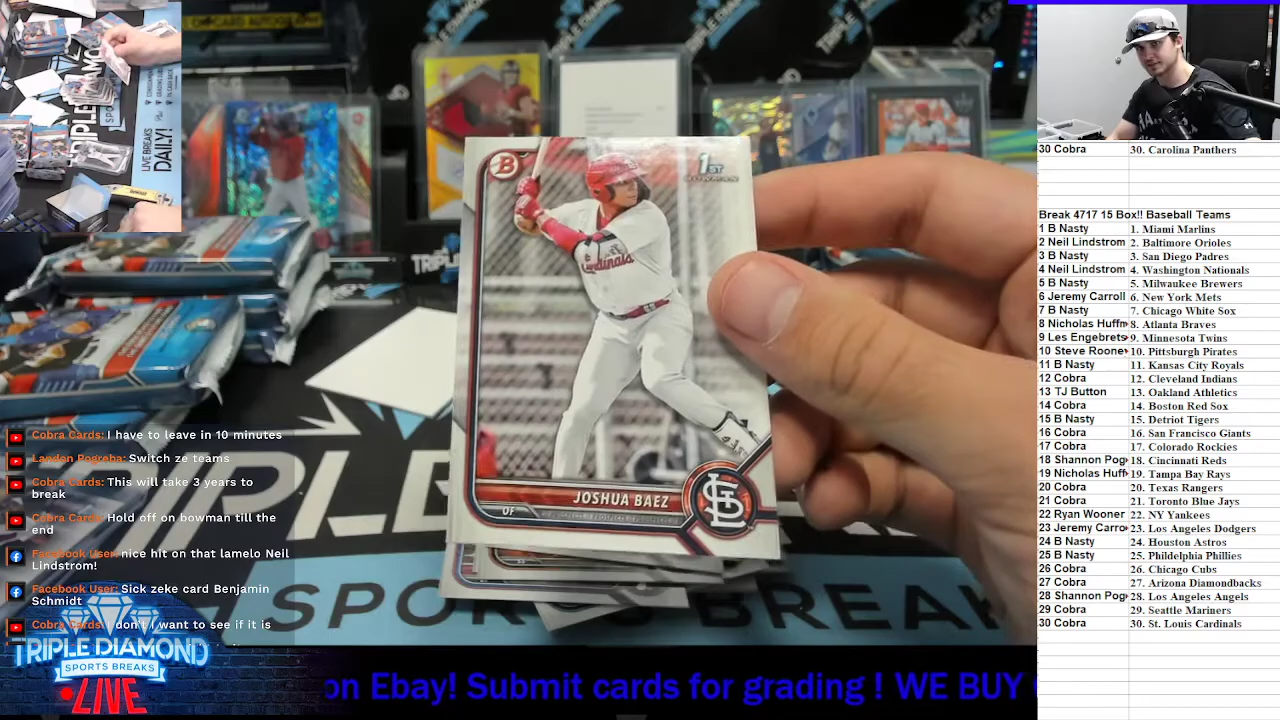 B
1ST
BOWMAN
Cardinals
JOSHUA BAEZ
OF
TRIPLE DIAMOND
LIVE BREAKS
DAILY!
Cobra Cards: I have to leave in 10 minutes
Landon Pogreba: Switch ze teams
Cobra Cards: This will take 3 years to
break
Cobra Cards: Hold off on bowman till the
end
Facebook User: nice hit on that lamelo Neil
Lindstrom!
Facebook User: Sick zeke card Benjamin
Schmidt
Cobra Cards: I don't I want to see if it is
TRIPLE DIAMOND
SPORTS BREAKS
LIVE
SPORTS BREAK
on Ebay! Submit cards for grading ! WE BUY
30 Cobra 30. Carolina Panthers
Break 4717 15 Box!! Baseball Teams
1 B Nasty 1. Miami Marlins
2 Neil Lindstrom 2. Baltimore Orioles
3 B Nasty 3. San Diego Padres
4 Neil Lindstrom 4. Washington Nationals
5 B Nasty 5. Milwaukee Brewers
6 Jeremy Carroll 6. New York Mets
7 B Nasty 7. Chicago White Sox
8 Nicholas Huffm 8. Atlanta Braves
9 Les Engebrets 9. Minnesota Twins
10 Steve Roone 10. Pittsburgh Pirates
11 B Nasty 11. Kansas City Royals
12 Cobra 12. Cleveland Indians
13 TJ Button 13. Oakland Athletics
14 Cobra 14. Boston Red Sox
15 B Nasty 15. Detriot Tigers
16 Cobra 16. San Francisco Giants
17 Cobra 17. Colorado Rockies
18 Shannon Pog 18. Cincinnati Reds
19 Nicholas Huff 19. Tampa Bay Rays
20 Cobra 20. Texas Rangers
21 Cobra 21. Toronto Blue Jays
22 Ryan Wooner 22. NY Yankees
23 Jeremy Carro 23. Los Angeles Dodgers
24 B Nasty 24. Houston Astros
25 B Nasty 25. Phildelphia Phillies
26 Cobra 26. Chicago Cubs
27 Cobra 27. Arizona Diamondbacks
28 Shannon Pog 28. Los Angeles Angels
29 Cobra 29. Seattle Mariners
30 Cobra 30. St. Louis Cardinals